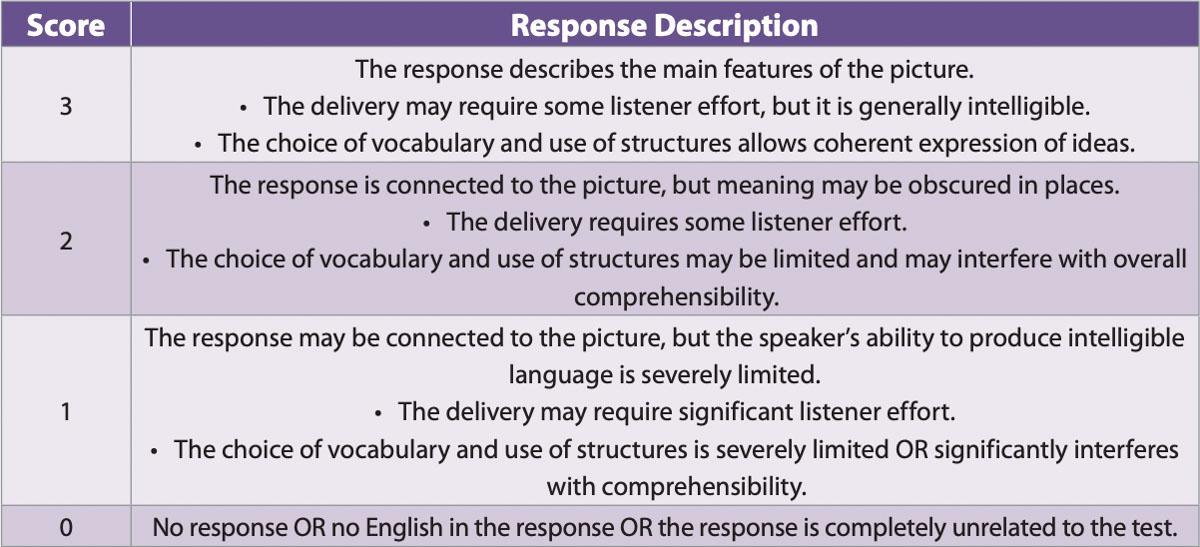 Score Response Description
The response describes the main features of the picture.
3 • The delivery may require some listener effort, but it is generally intelligible.
• The choice of vocabulary and use of structures allows coherent expression of ideas.
The response is connected to the picture, but meaning may be obscured in places.
2 • The delivery requires some listener effort.
• The choice of vocabulary and use of structures may be limited and may interfere with overall
comprehensibility.
The response may be connected to the picture, but the speaker’s ability to produce intelligible
language is severely limited.
1 • The delivery may require significant listener effort.
• The choice of vocabulary and use of structures is severely limited OR significantly interferes
with comprehensibility.
0 No response OR no English in the response OR the response is completely unrelated to the test.